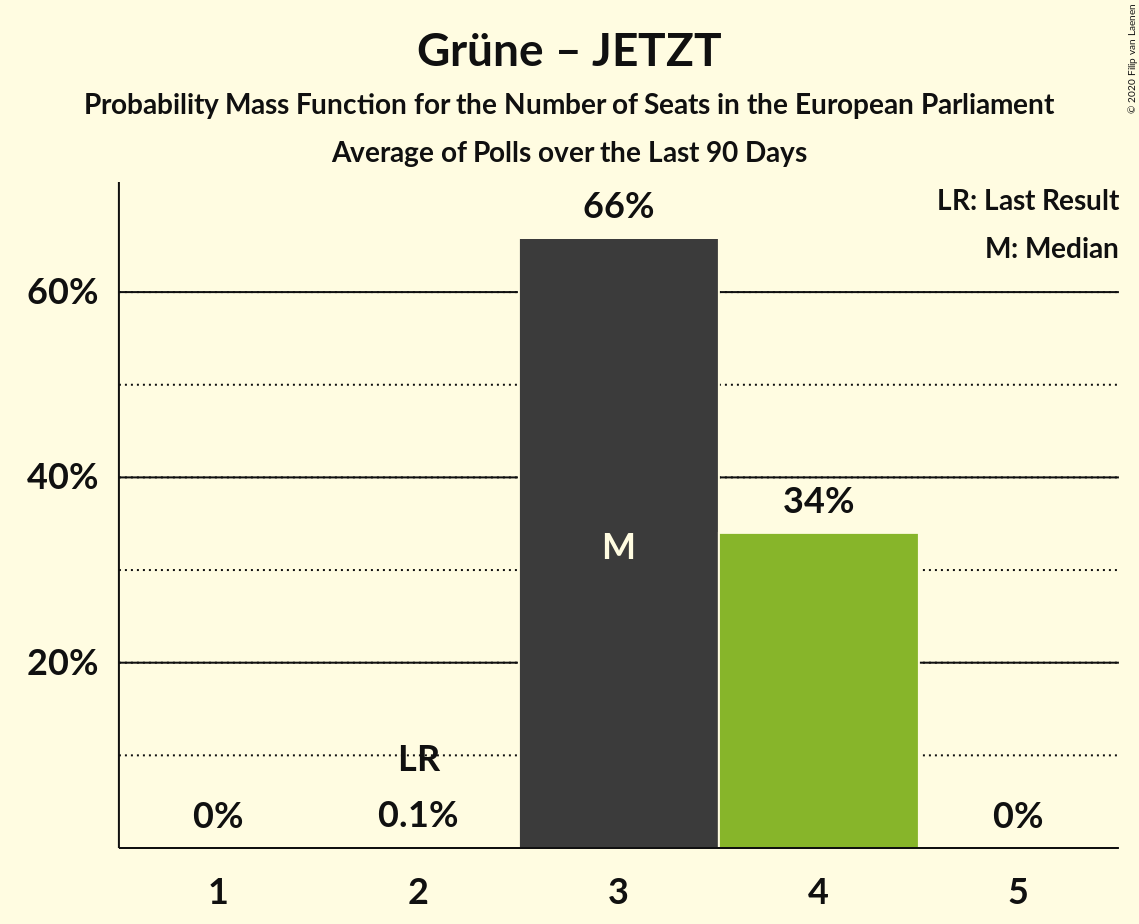 Grüne – JETZT
Probability Mass Function for the Number of Seats in the European Parliament
Average of Polls over the Last 90 Days
© 2020 Filip van Laenen
LR: Last Result
M: Median
66%
60%
40%
34%
M
20%
LR
0%
0.1%
0%
1
2
3
4
5